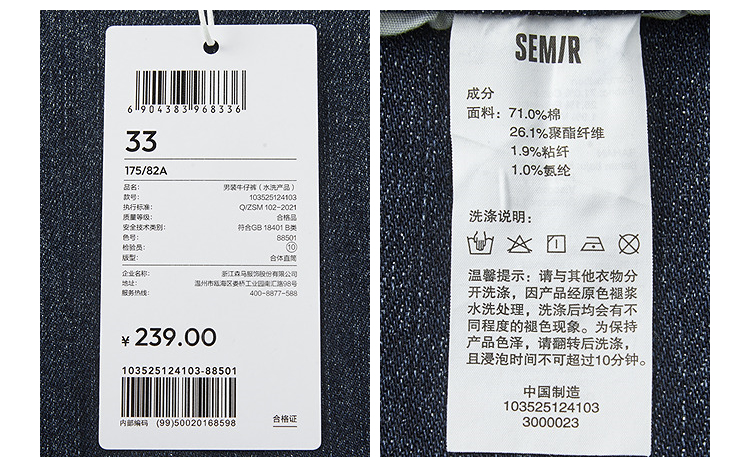 6 904383 968336
33
175/82A
品名: 男装牛仔裤（水洗产品）
款号: 103525124103
执行标准: Q/ZSM 102-2021
质量等级: 合格品
安全技术类别: 符合GB 18401 B类
色号: 88501
检验员: 10
版型: 合体直筒
企业名称: 浙江森马服饰股份有限公司
地址: 温州市瓯海区娄桥工业园南汇路98号
服务热线: 400-8877-588
¥ 239.00
103525124103-88501
内部编码 (99)50020168598
合格证
SEMIR
成分
面料: 71.0%棉
26.1%聚酯纤维
1.9%粘纤
1.0%氨纶
洗涤说明:
温馨提示: 请与其他衣物分
开洗涤, 因产品经原色褪浆
水洗处理, 洗涤后均会有不
同程度的褪色现象。为保持
产品色泽, 请翻转后洗涤,
且浸泡时间不可超过10分钟。
中国制造
103525124103
3000023